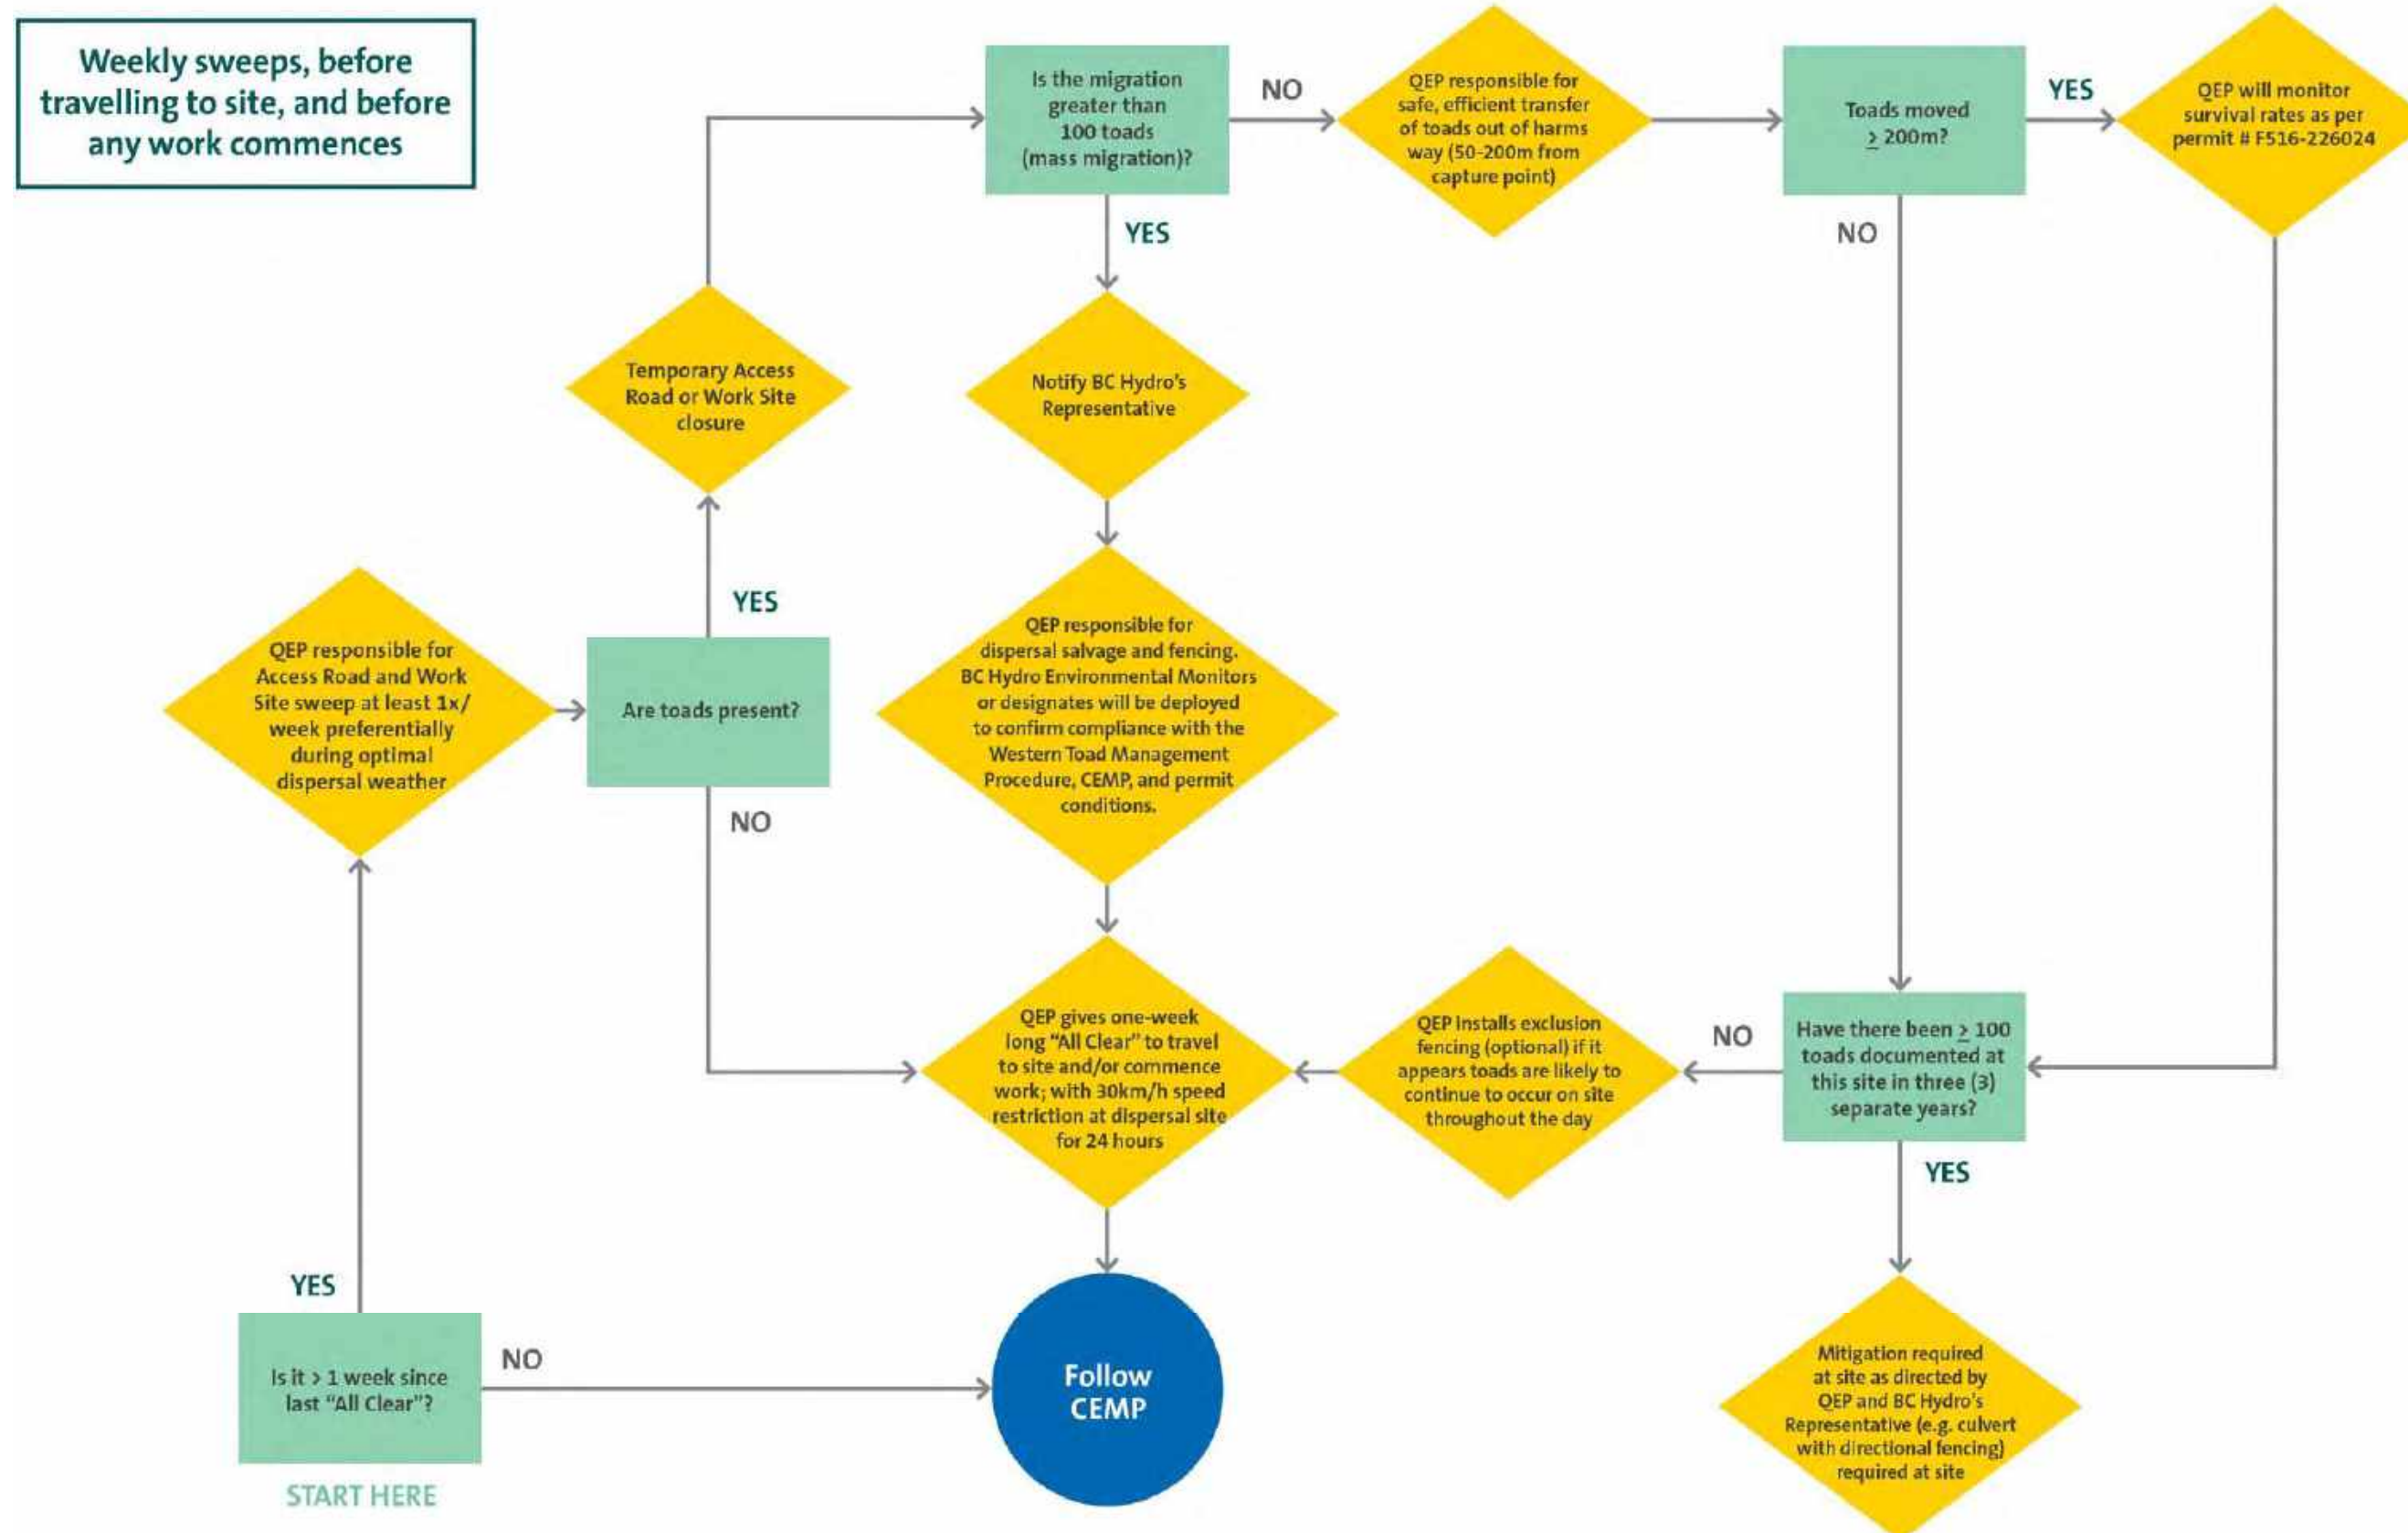 Weekly sweeps, before
travelling to site, and before
any work commences
Is the migration
greater than
100 toads
(mass migration)?
NO
QEP responsible for
safe, efficient transfer
of toads out of harms
way (50-200m from
capture point)
Toads moved
≥ 200m?
YES
QEP will monitor
survival rates as per
permit # F516-226024
YES
NO
Temporary Access
Road or Work Site
closure
Notify BC Hydro's
Representative
YES
QEP responsible for
Access Road and Work
Site sweep at least 1x/
week preferentially
during optimal
dispersal weather
Are toads present?
QEP responsible for
dispersal salvage and fencing.
BC Hydro Environmental Monitors
or designates will be deployed
to confirm compliance with the
Western Toad Management
Procedure, CEMP, and permit
conditions.
NO
QEP gives one-week
long "All Clear" to travel
to site and/or commence
work; with 30km/h speed
restriction at dispersal site
for 24 hours
QEP installs exclusion
fencing (optional) if it
appears toads are likely to
continue to occur on site
throughout the day
NO
Have there been ≥ 100
toads documented at
this site in three (3)
separate years?
YES
YES
Is it > 1 week since
last "All Clear"?
NO
Follow
CEMP
Mitigation required
at site as directed by
QEP and BC Hydro's
Representative (e.g. culvert
with directional fencing)
required at site
START HERE